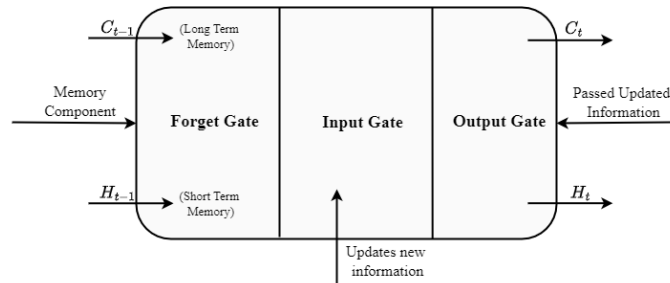 C_{t-1}
(Long Term
Memory)
C_t
Memory
Component
Forget Gate
Input Gate
Output Gate
Passed Updated
Information
H_{t-1}
(Short Term
Memory)
H_t
Updates new
information